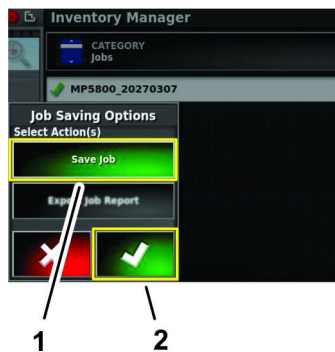 Inventory Manager
CATEGORY
Jobs
MP5800_20270307
Job Saving Options
Select Action(s)
Save Job
Export Job Report
1
2